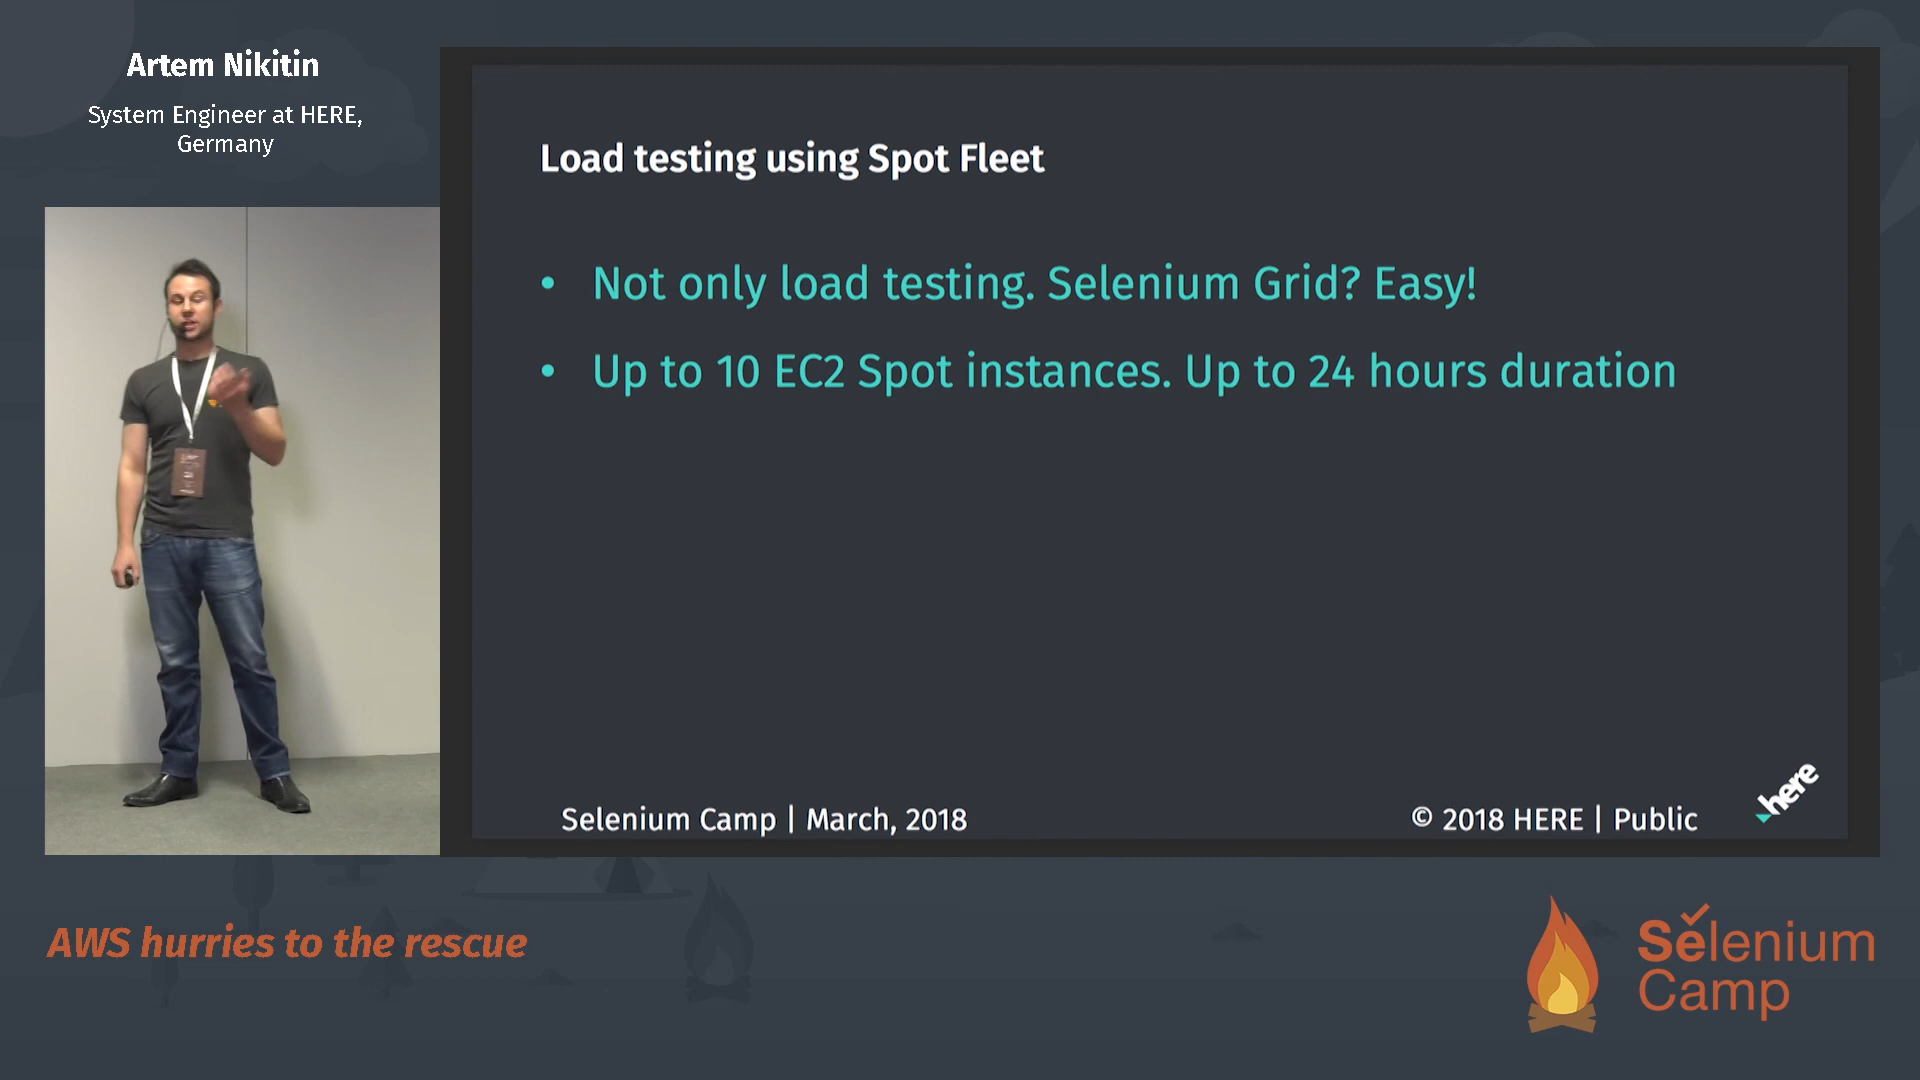 Artem Nikitin
System Engineer at HERE,
Germany
Load testing using Spot Fleet
• Not only load testing. Selenium Grid? Easy!
• Up to 10 EC2 Spot instances. Up to 24 hours duration
Selenium Camp | March, 2018
© 2018 HERE | Public
here
AWS hurries to the rescue
Selenium
Camp